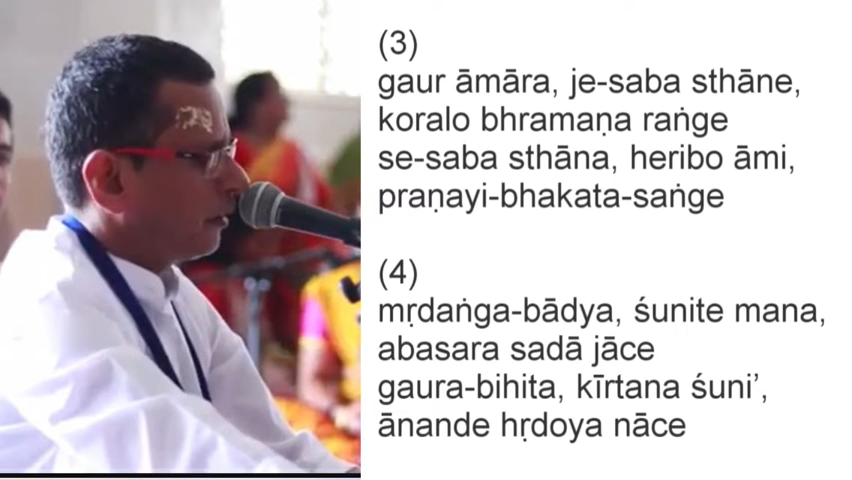 (3)
gaur āmāra, je-saba sthāne,
koralo bhramaṇa raṅge
se-saba sthāna, heribo āmi,
praṇayi-bhakata-saṅge
(4)
mṛdaṅga-bādya, śunite mana,
abasara sadā jāce
gaura-bihita, kīrtana śuni’,
ānande hṛdoya nāce